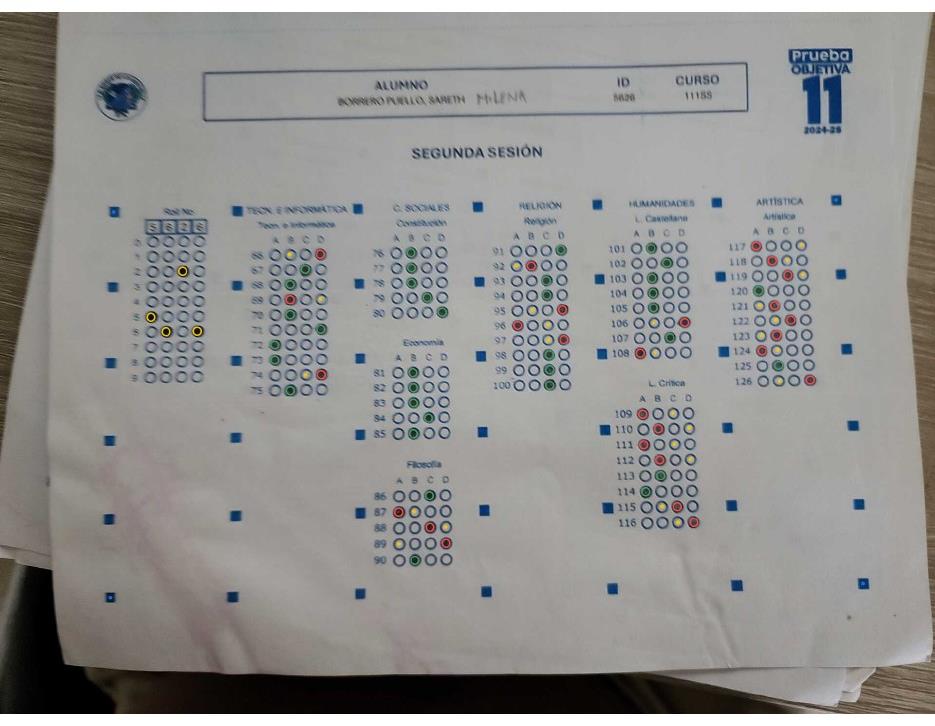 Prueba
OBJETIVA
11
2024-25
ALUMNO ID CURSO
BORRERO PUELLO, SARETH MILENA 5626 1115S
SEGUNDA SESIÓN
Roll No
5 6 2 6
0
1
2
3
4
5
6
7
8
9
TECN. E INFORMÁTICA
Tecn. e Informática
A B C D
66
67
68
69
70
71
72
73
74
75
C. SOCIALES
Constitución
A B C D
76
77
78
79
80
Economía
A B C D
81
82
83
84
85
Filosofía
A B C D
86
87
88
89
90
RELIGIÓN
Religión
A B C D
91
92
93
94
95
96
97
98
99
100
HUMANIDADES
L. Castellana
A B C D
101
102
103
104
105
106
107
108
L. Crítica
A B C D
109
110
111
112
113
114
115
116
ARTÍSTICA
Artística
A B C D
117
118
119
120
121
122
123
124
125
126